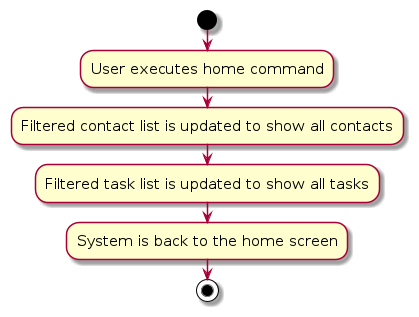 User executes home command
Filtered contact list is updated to show all contacts
Filtered task list is updated to show all tasks
System is back to the home screen